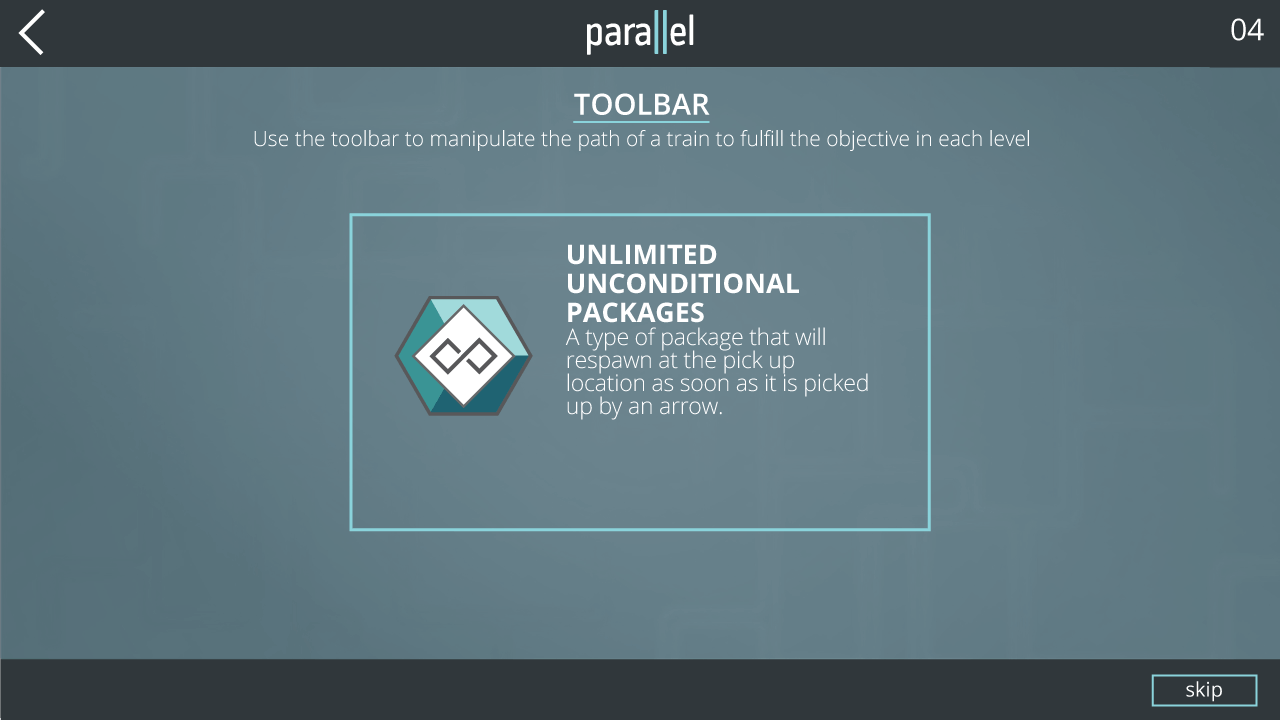 parallel
04
TOOLBAR
Use the toolbar to manipulate the path of a train to fulfill the objective in each level
UNLIMITED
UNCONDITIONAL
PACKAGES
A type of package that will
respawn at the pick up
location as soon as it is picked
up by an arrow.
skip